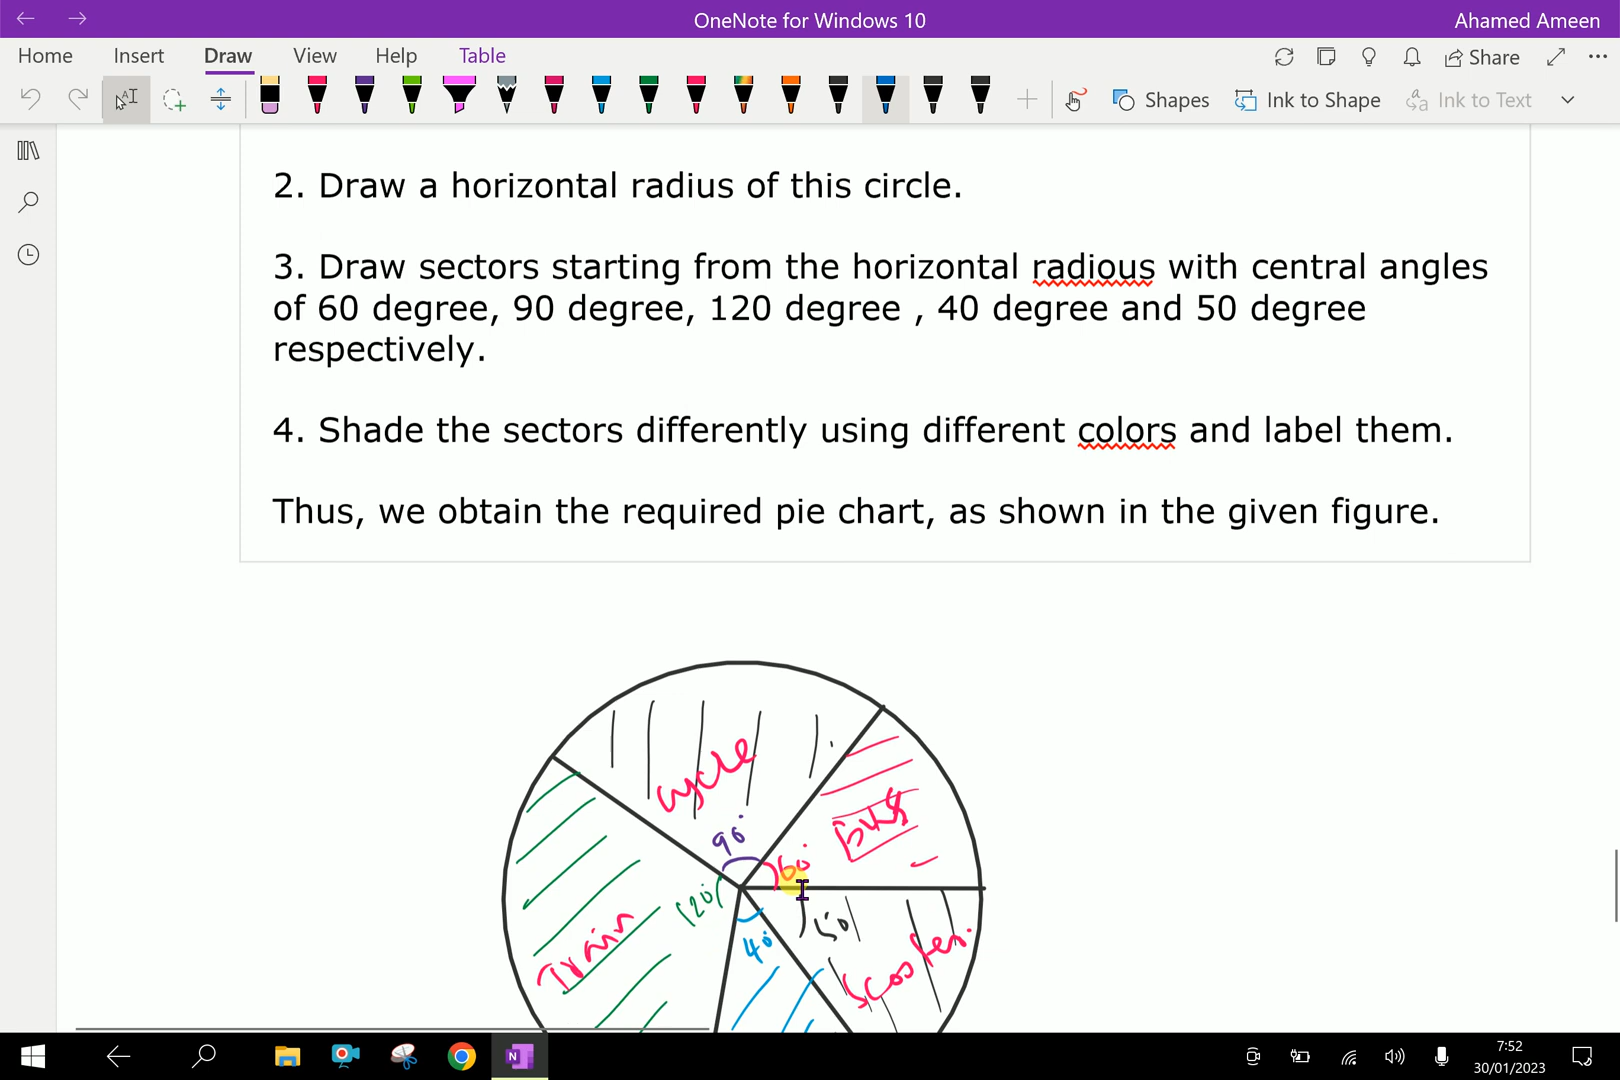 OneNote for Windows 10
Ahamed Ameen
Home Insert Draw View Help Table
Share
Shapes Ink to Shape Ink to Text
2. Draw a horizontal radius of this circle.
3. Draw sectors starting from the horizontal radious with central angles
of 60 degree, 90 degree, 120 degree , 40 degree and 50 degree
respectively.
4. Shade the sectors differently using different colors and label them.
Thus, we obtain the required pie chart, as shown in the given figure.
Cycle
BUS
90°
60°
120°
50
40°
Train
Scooter.
7:52
30/01/2023